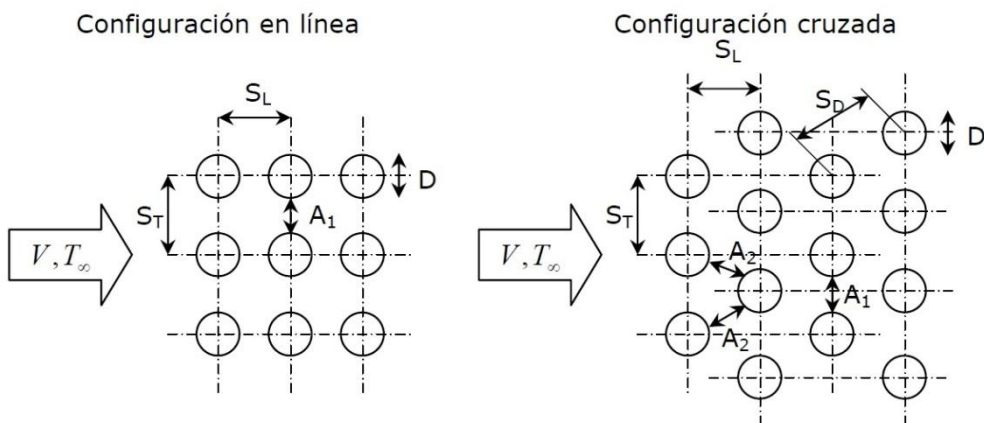 Configuración en línea
S_L
D
S_T
A_1
V, T_∞
Configuración cruzada
S_L
S_D
D
S_T
A_2
A_1
A_2
V, T_∞